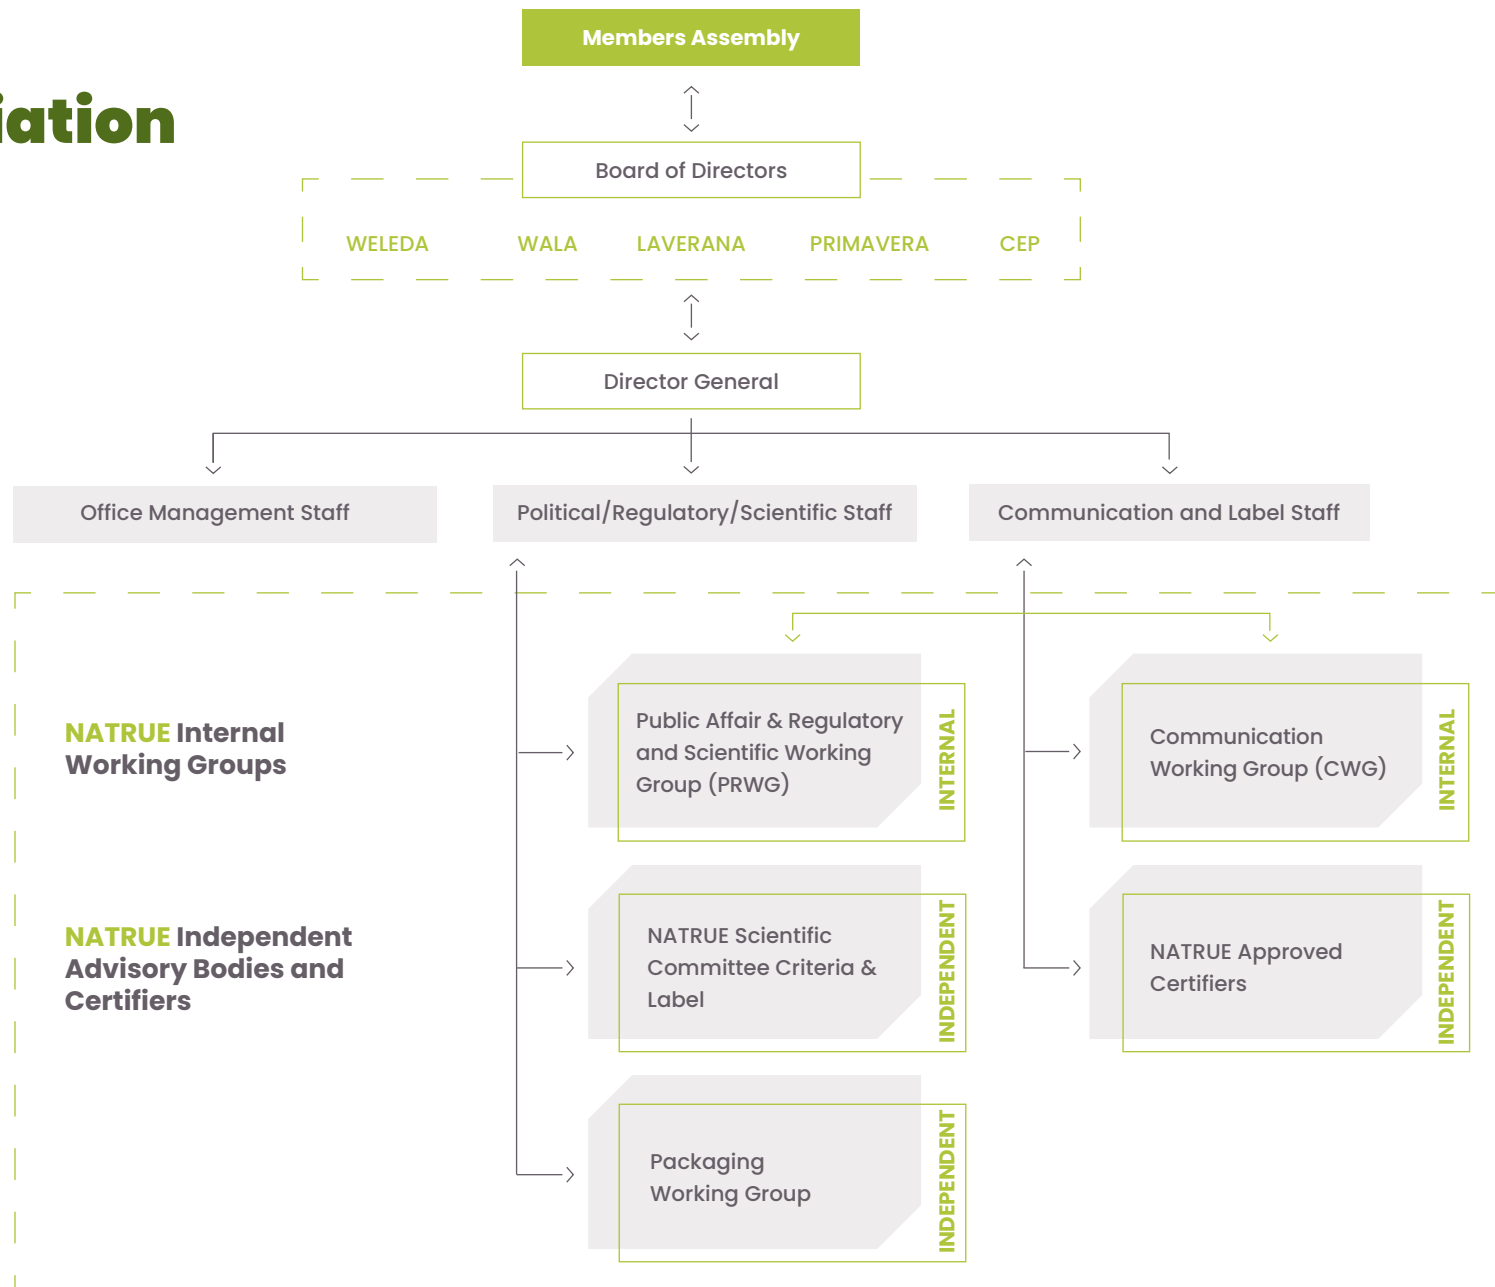 Members Assembly
iation
Board of Directors
WELEDA WALA LAVERANA PRIMAVERA CEP
Director General
Office Management Staff
Political/Regulatory/Scientific Staff
Communication and Label Staff
NATRUE Internal
Working Groups
Public Affair & Regulatory
and Scientific Working
Group (PRWG)
INTERNAL
Communication
Working Group (CWG)
INTERNAL
NATRUE Independent
Advisory Bodies and
Certifiers
NATRUE Scientific
Committee Criteria &
Label
INDEPENDENT
NATRUE Approved
Certifiers
INDEPENDENT
Packaging
Working Group
INDEPENDENT